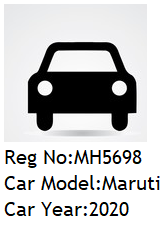 Reg No:MH5698
Car Model:Maruti
Car Year:2020